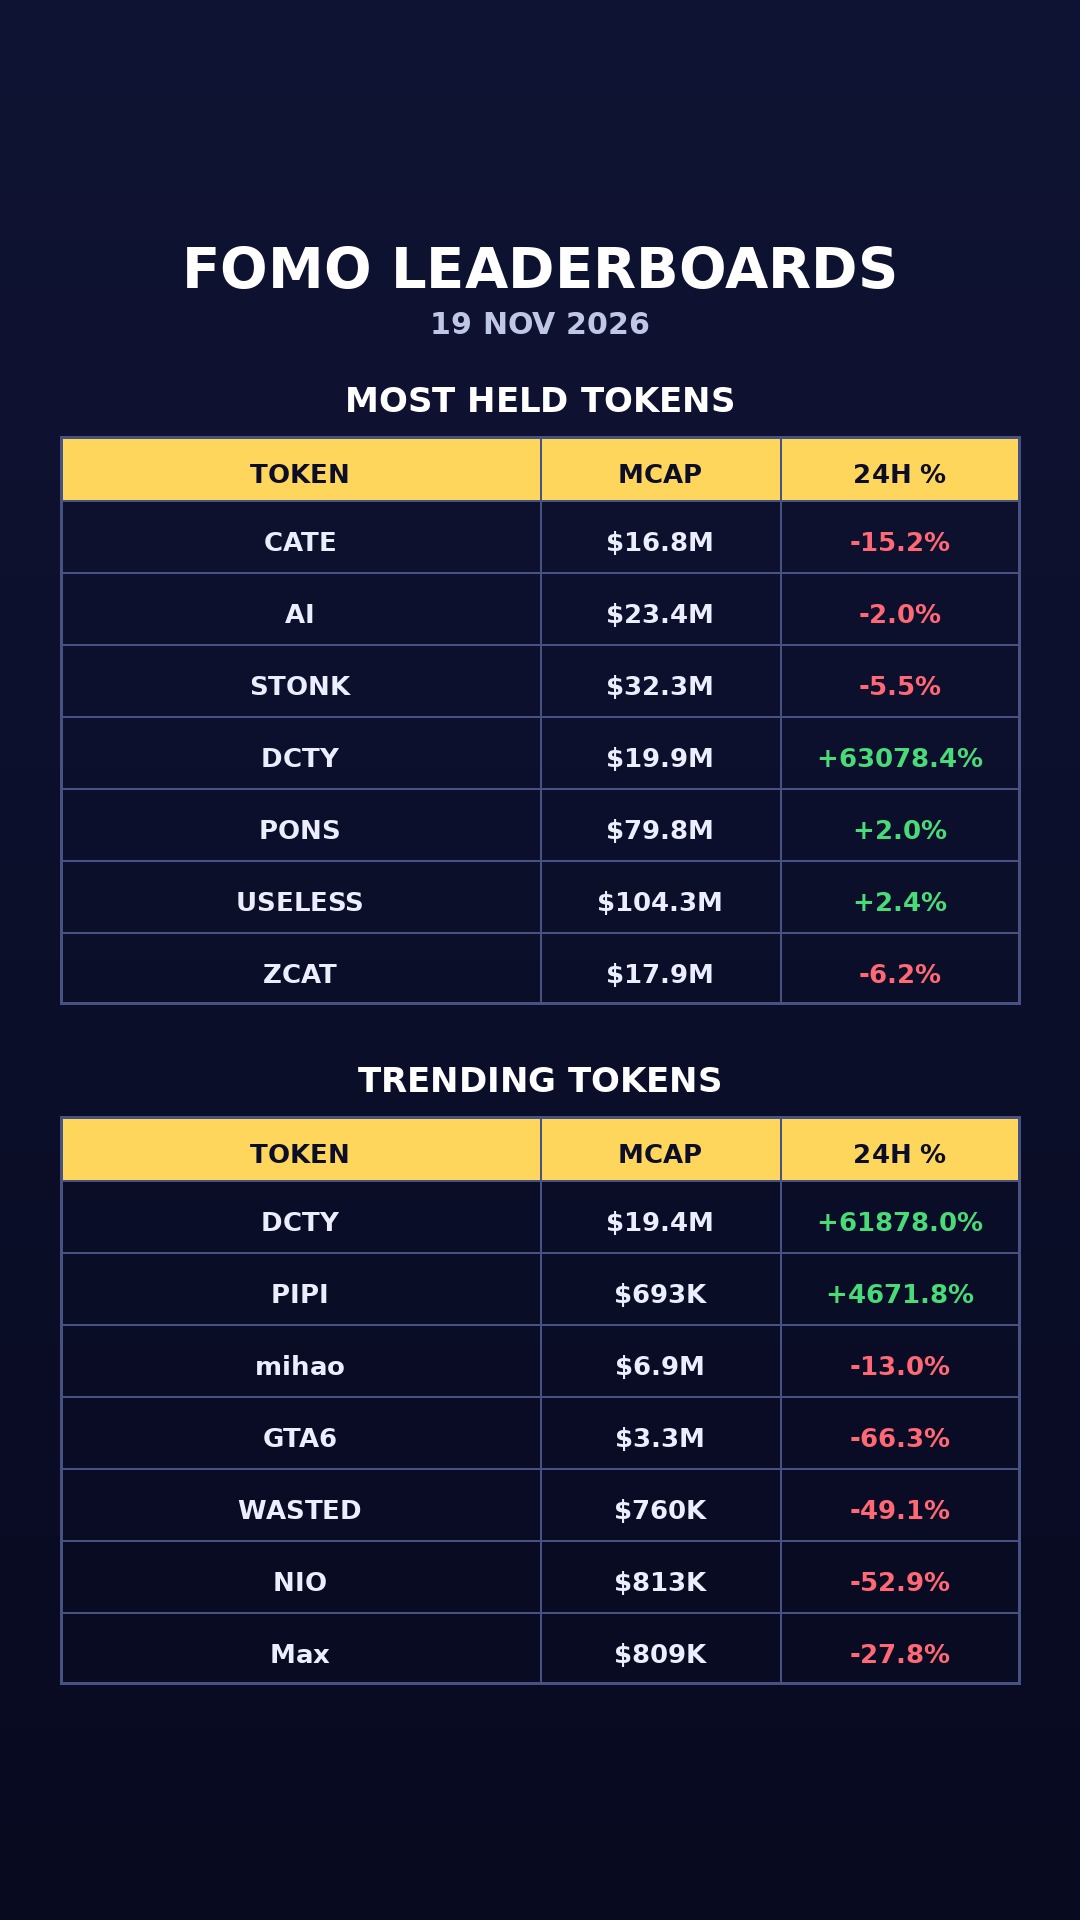 FOMO LEADERBOARDS
19 NOV 2026
MOST HELD TOKENS
TOKEN MCAP 24H %
CATE $16.8M -15.2%
AI $23.4M -2.0%
STONK $32.3M -5.5%
DCTY $19.9M +63078.4%
PONS $79.8M +2.0%
USELESS $104.3M +2.4%
ZCAT $17.9M -6.2%
TRENDING TOKENS
TOKEN MCAP 24H %
DCTY $19.4M +61878.0%
PIPI $693K +4671.8%
mihao $6.9M -13.0%
GTA6 $3.3M -66.3%
WASTED $760K -49.1%
NIO $813K -52.9%
Max $809K -27.8%